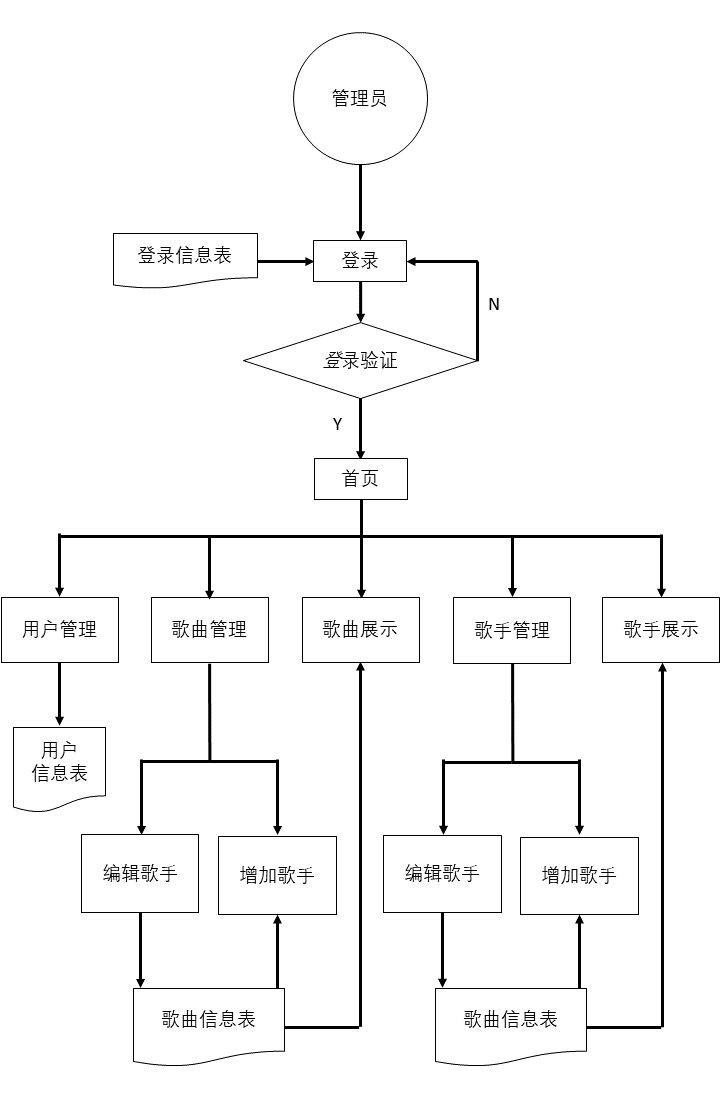 管理员
登录信息表
登录
N
登录验证
Y
首页
用户管理
歌曲管理
歌曲展示
歌手管理
歌手展示
用户
信息表
编辑歌手
增加歌手
编辑歌手
增加歌手
歌曲信息表
歌曲信息表